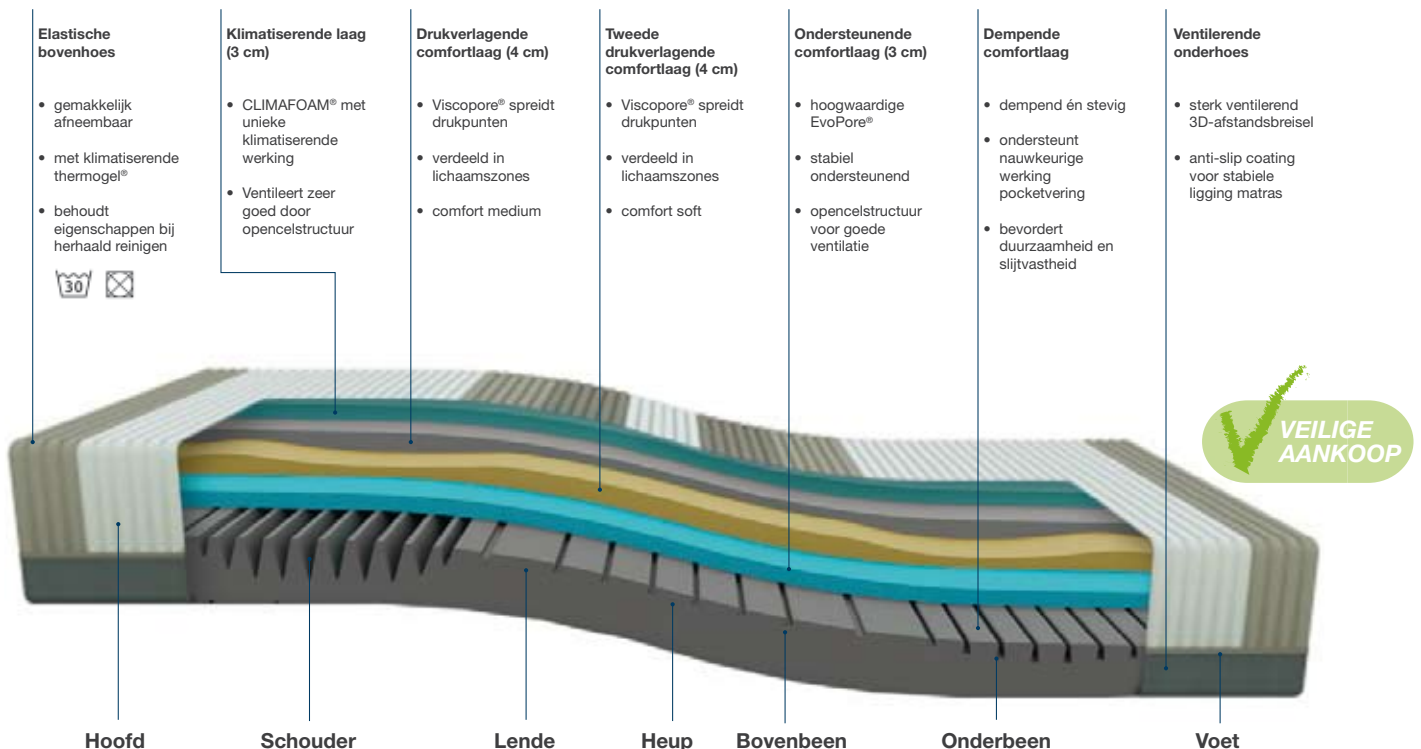 Elastische
bovenhoes
• gemakkelijk
afneembaar
• met klimatiserende
thermogel®
• behoudt
eigenschappen bij
herhaald reinigen
30
Klimatiserende laag
(3 cm)
• CLIMAFOAM® met
unieke
klimatiserende
werking
• Ventileert zeer
goed door
opencelstructuur
Drukverlagende
comfortlaag (4 cm)
• Viscopore® spreidt
drukpunten
• verdeeld in
lichaamszones
• comfort medium
Tweede
drukverlagende
comfortlaag (4 cm)
• Viscopore® spreidt
drukpunten
• verdeeld in
lichaamszones
• comfort soft
Ondersteunende
comfortlaag (3 cm)
• hoogwaardige
EvoPore®
• stabiel
ondersteunend
• opencelstructuur
voor goede
ventilatie
Dempende
comfortlaag
• dempend én stevig
• ondersteunt
nauwkeurige
werking
pocketvering
• bevordert
duurzaamheid en
slijtvastheid
Ventilerende
onderhoes
• sterk ventilerend
3D-afstandsbreisel
• anti-slip coating
voor stabiele
ligging matras
VEILIGE
AANKOOP
Hoofd
Schouder
Lende
Heup
Bovenbeen
Onderbeen
Voet